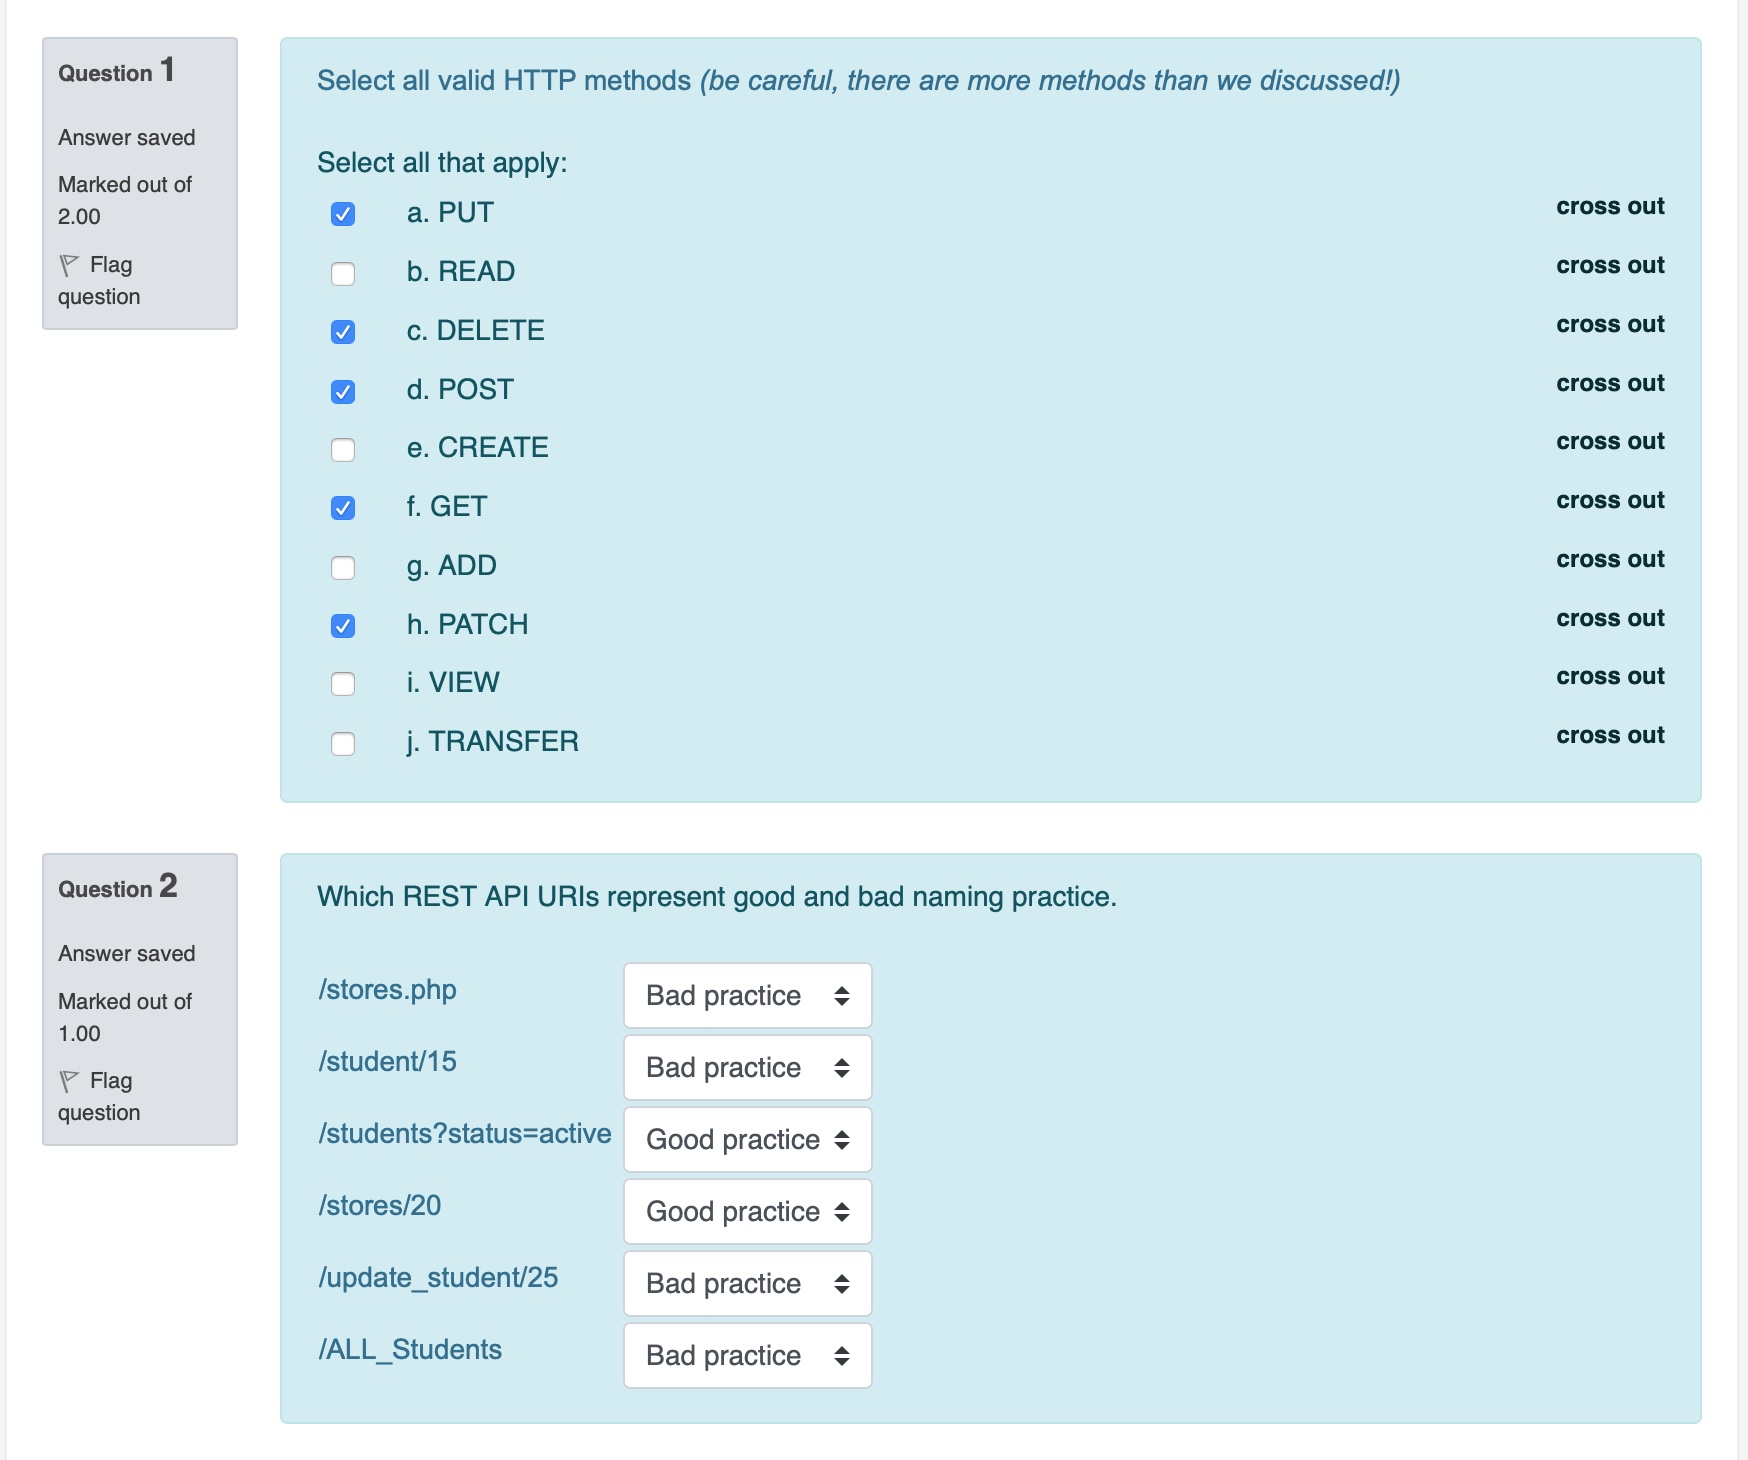 Question 1
Answer saved
Marked out of
2.00
Flag
question
Select all valid HTTP methods (be careful, there are more methods than we discussed!)
Select all that apply:
a. PUT cross out
b. READ cross out
c. DELETE cross out
d. POST cross out
e. CREATE cross out
f. GET cross out
g. ADD cross out
h. PATCH cross out
i. VIEW cross out
j. TRANSFER cross out
Question 2
Answer saved
Marked out of
1.00
Flag
question
Which REST API URIs represent good and bad naming practice.
/stores.php Bad practice
/student/15 Bad practice
/students?status=active Good practice
/stores/20 Good practice
/update_student/25 Bad practice
/ALL_Students Bad practice